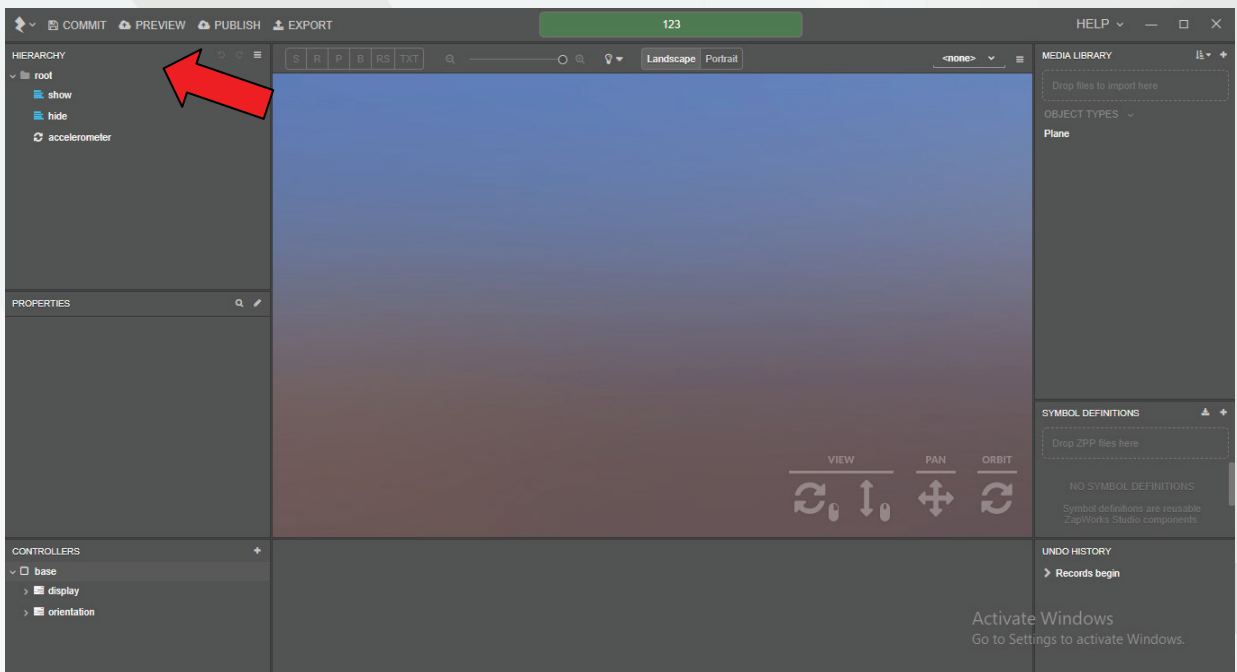 COMMIT PREVIEW PUBLISH EXPORT 123 HELP
HIERARCHY
root
show
hide
accelerometer
S R P B RS TXT Landscape Portrait <none>
MEDIA LIBRARY
Drop files to import here
OBJECT TYPES
Plane
PROPERTIES
VIEW PAN ORBIT
SYMBOL DEFINITIONS
Drop ZPP files here
NO SYMBOL DEFINITIONS
Symbol definitions are reusable
ZapWorks Studio components.
CONTROLLERS
base
display
orientation
UNDO HISTORY
Records begin
Activate Windows
Go to Settings to activate Windows.